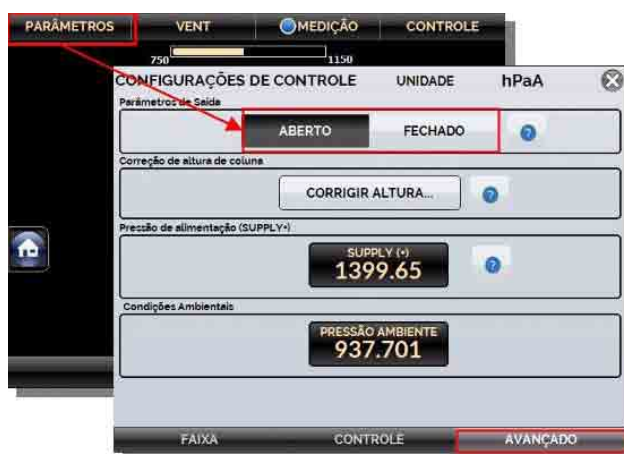 PARÂMETROS VENT MEDIÇÃO CONTROLE
750 1150
CONFIGURAÇÕES DE CONTROLE UNIDADE hPaA
Parâmetros de Saída
ABERTO FECHADO ?
Correção de altura de coluna
CORRIGIR ALTURA... ?
Pressão de alimentação (SUPPLY+)
SUPPLY (+)
1399.65 ?
Condições Ambientais
PRESSÃO AMBIENTE
937.701
FAIXA CONTROLE AVANÇADO